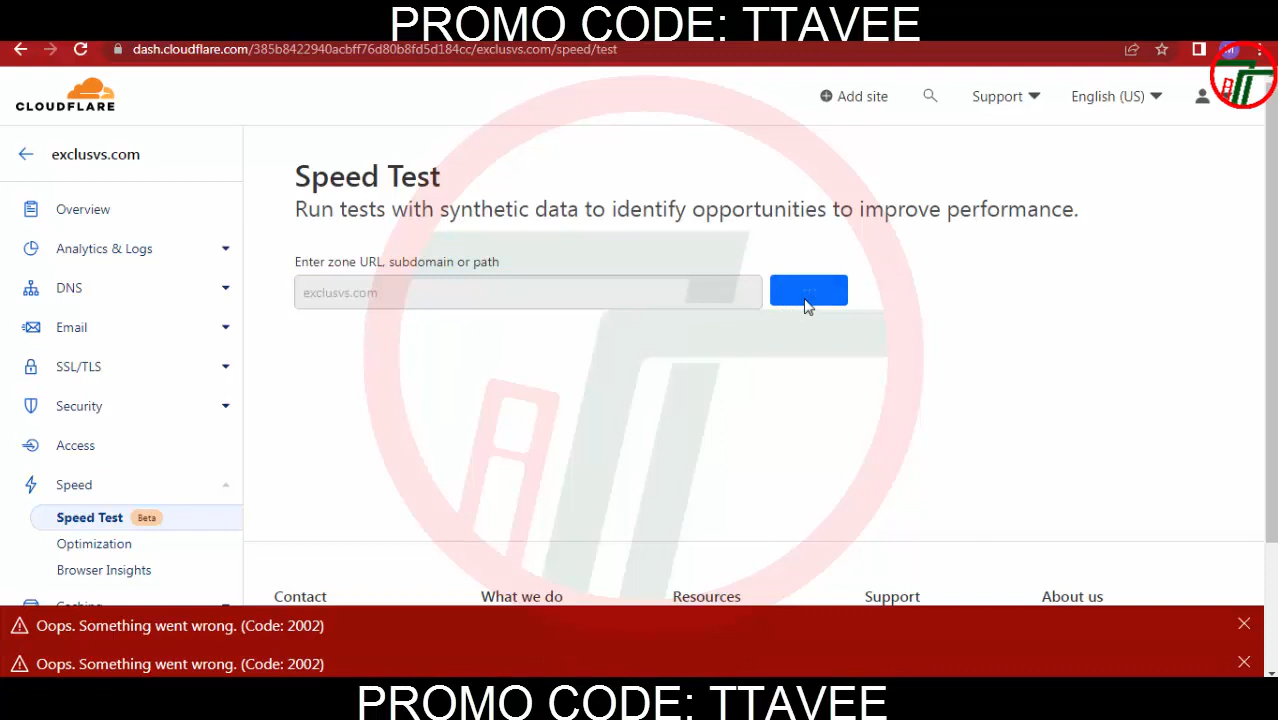 PROMO CODE: TTAVEE
dash.cloudflare.com/385b8422940acbff76d80b8fd5d184cc/exclusvs.com/speed/test
CLOUDFLARE
Add site
Support
English (US)
exclusvs.com
Overview
Analytics & Logs
DNS
Email
SSL/TLS
Security
Access
Speed
Speed Test Beta
Optimization
Browser Insights
Speed Test
Run tests with synthetic data to identify opportunities to improve performance.
Enter zone URL, subdomain or path
exclusvs.com
...
Caching
Contact
What we do
Resources
Support
About us
Oops. Something went wrong. (Code: 2002)
Oops. Something went wrong. (Code: 2002)
PROMO CODE: TTAVEE